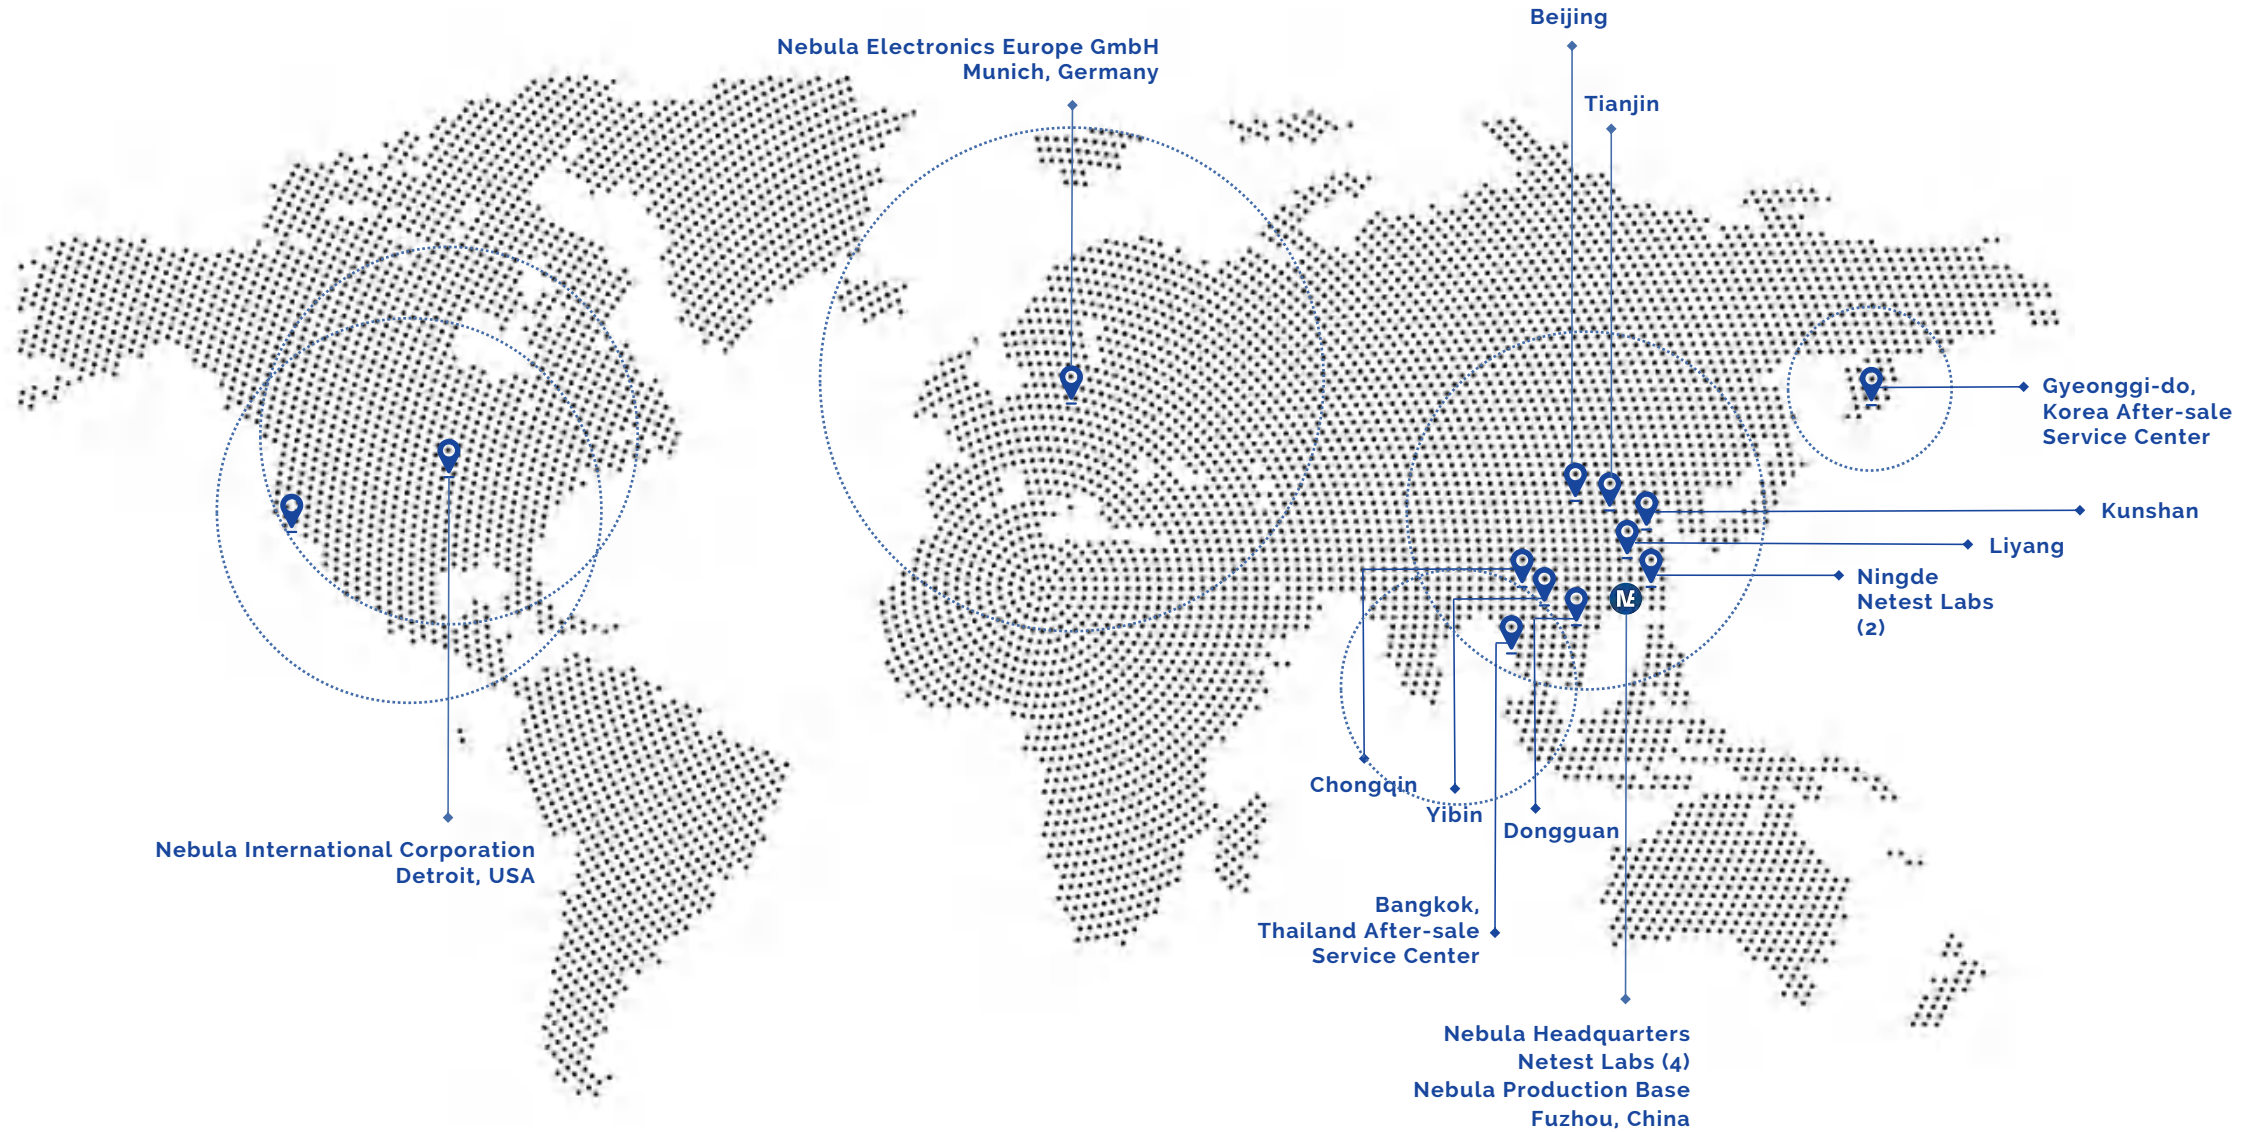 Beijing
Nebula Electronics Europe GmbH
Munich, Germany
Tianjin
Gyeonggi-do,
Korea After-sale
Service Center
Kunshan
Liyang
Ningde
Netest Labs
(2)
Chongqin
Yibin
Dongguan
Nebula International Corporation
Detroit, USA
Bangkok,
Thailand After-sale
Service Center
Nebula Headquarters
Netest Labs (4)
Nebula Production Base
Fuzhou, China